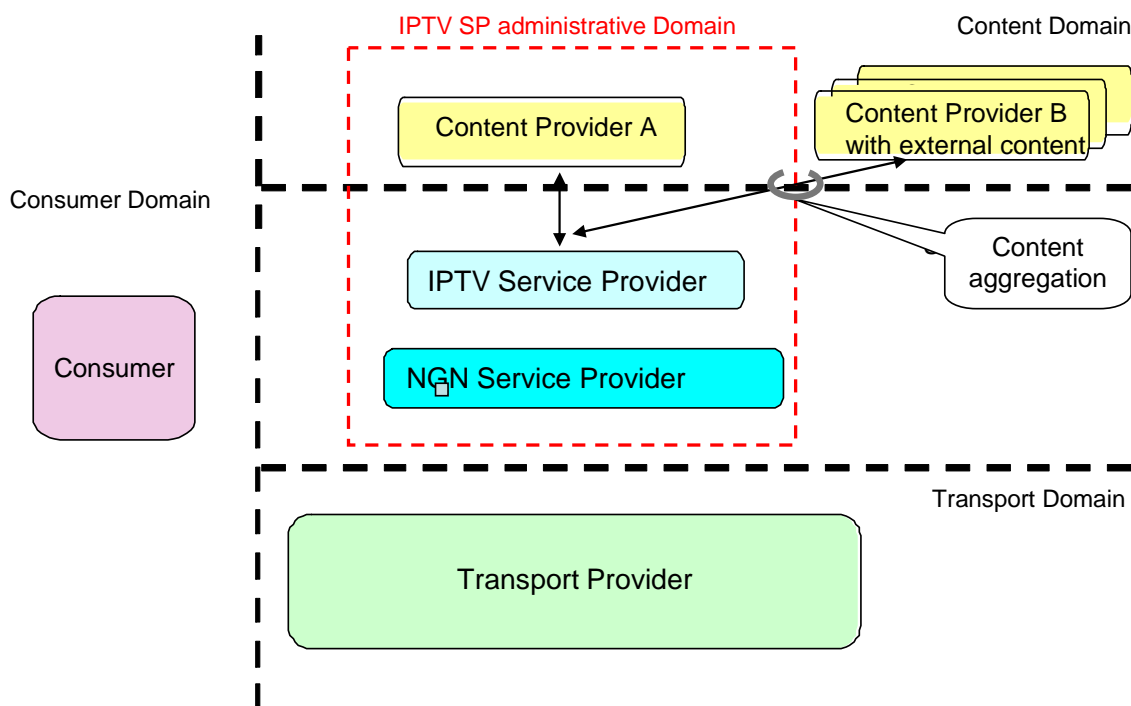 IPTV SP administrative Domain
Content Domain
Content Provider A
Content Provider B
with external content
Consumer Domain
Content
aggregation
IPTV Service Provider
Consumer
NGN Service Provider
Transport Domain
Transport Provider